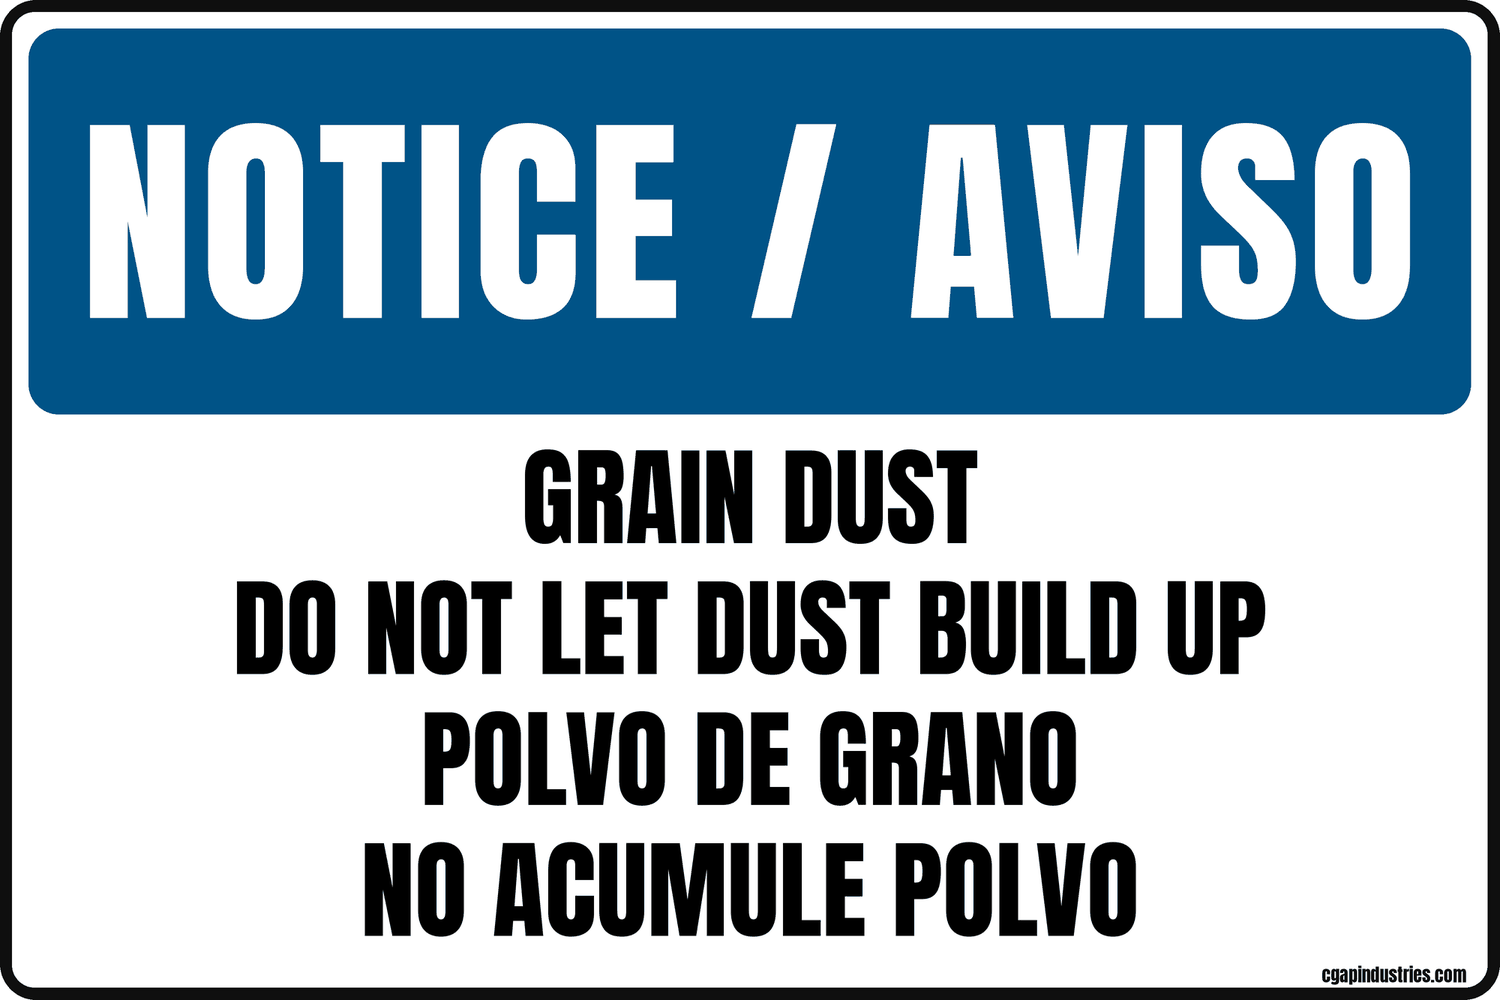 NOTICE / AVISO
GRAIN DUST
DO NOT LET DUST BUILD UP
POLVO DE GRANO
NO ACUMULE POLVO
cgapindustries.com